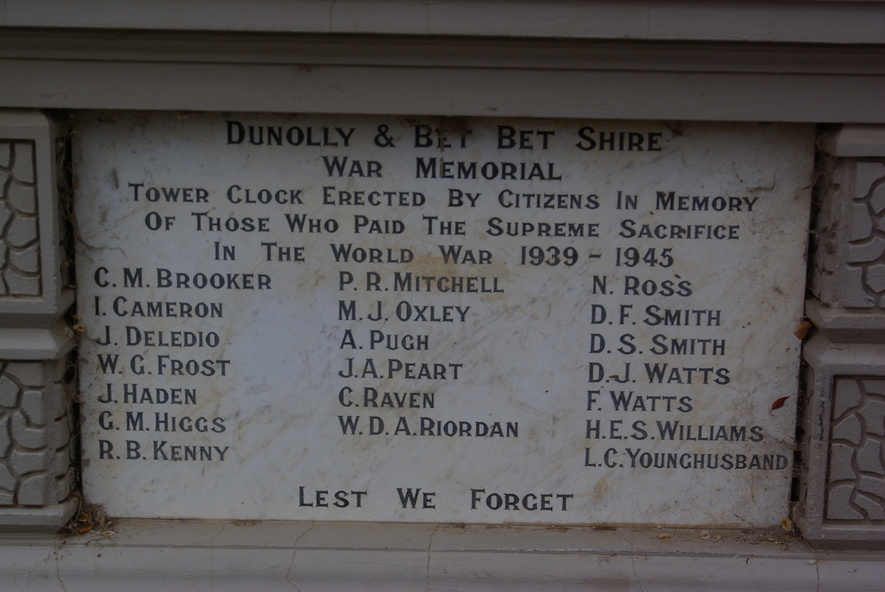 DUNOLLY & BET BET SHIRE
WAR MEMORIAL
TOWER CLOCK ERECTED BY CITIZENS IN MEMORY
OF THOSE WHO PAID THE SUPREME SACRIFICE
IN THE WORLD WAR 1939 - 1945
C. M. BROOKER
I. CAMERON
J. DELEDIO
W. G. FROST
J. HADEN
G. M. HIGGS
R. B. KENNY
P. R. MITCHELL
M. J. OXLEY
A. PUGH
J. A. PEART
C. RAVEN
W. D. A. RIORDAN
N. ROSS
D. F. SMITH
D. S. SMITH
D. J. WATTS
F. WATTS
H. E. S. WILLIAMS
L. C. YOUNGHUSBAND
LEST WE FORGET